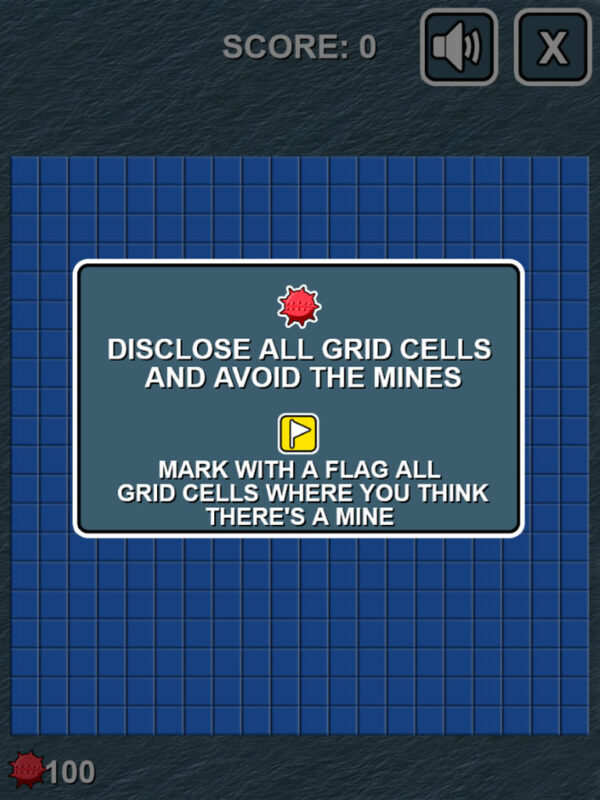 SCORE: 0
X
DISCLOSE ALL GRID CELLS
AND AVOID THE MINES
MARK WITH A FLAG ALL
GRID CELLS WHERE YOU THINK
THERE'S A MINE
100